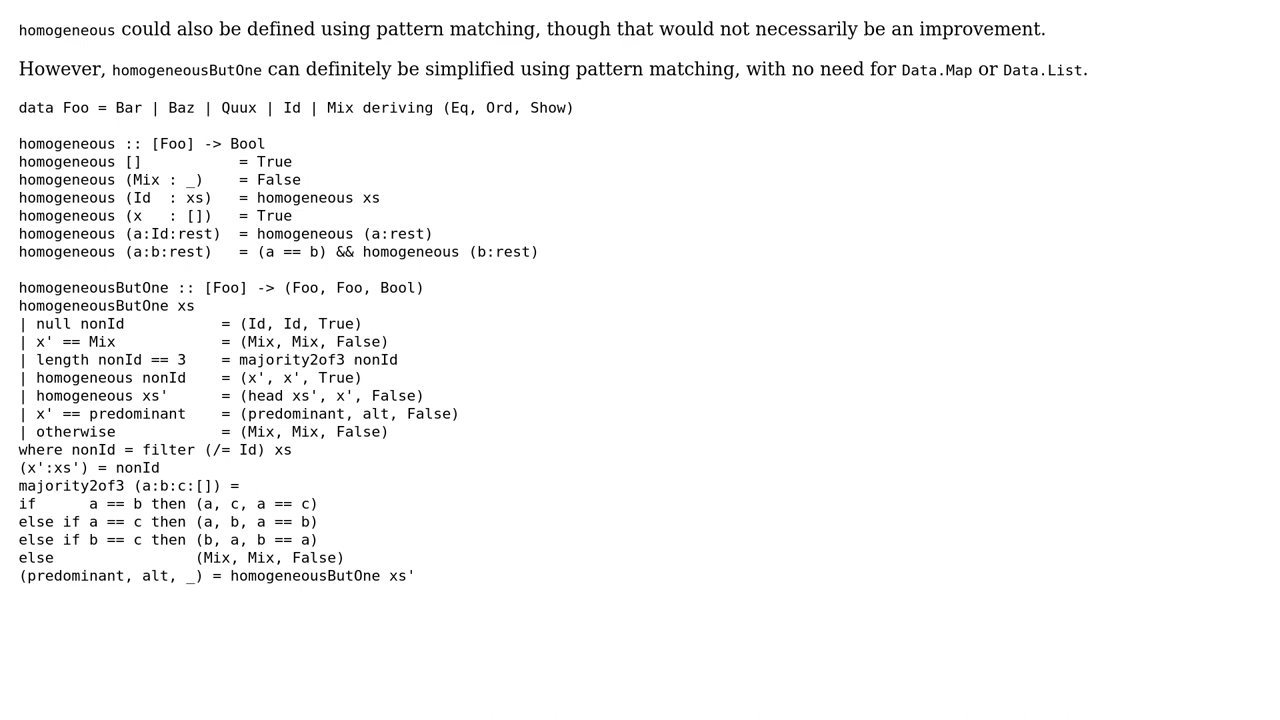 homogeneous could also be defined using pattern matching, though that would not necessarily be an improvement.
However, homogeneousButOne can definitely be simplified using pattern matching, with no need for Data.Map or Data.List.
data Foo = Bar | Baz | Quux | Id | Mix deriving (Eq, Ord, Show)
homogeneous :: [Foo] -> Bool
homogeneous []           = True
homogeneous (Mix : _)    = False
homogeneous (Id  : xs)   = homogeneous xs
homogeneous (x   : [])   = True
homogeneous (a:Id:rest)  = homogeneous (a:rest)
homogeneous (a:b:rest)   = (a == b) && homogeneous (b:rest)
homogeneousButOne :: [Foo] -> (Foo, Foo, Bool)
homogeneousButOne xs
| null nonId           = (Id, Id, True)
| x' == Mix            = (Mix, Mix, False)
| length nonId == 3    = majority2of3 nonId
| homogeneous nonId    = (x', x', True)
| homogeneous xs'      = (head xs', x', False)
| x' == predominant    = (predominant, alt, False)
| otherwise            = (Mix, Mix, False)
where nonId = filter (/= Id) xs
(x':xs') = nonId
majority2of3 (a:b:c:[]) =
if      a == b then (a, c, a == c)
else if a == c then (a, b, a == b)
else if b == c then (b, a, b == a)
else                (Mix, Mix, False)
(predominant, alt, _) = homogeneousButOne xs'